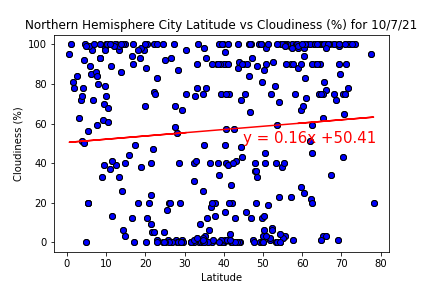 Northern Hemisphere City Latitude vs Cloudiness (%) for 10/7/21
100
80
60
40
20
0
Cloudiness (%)
y = 0.16x +50.41
0 10 20 30 40 50 60 70 80
Latitude